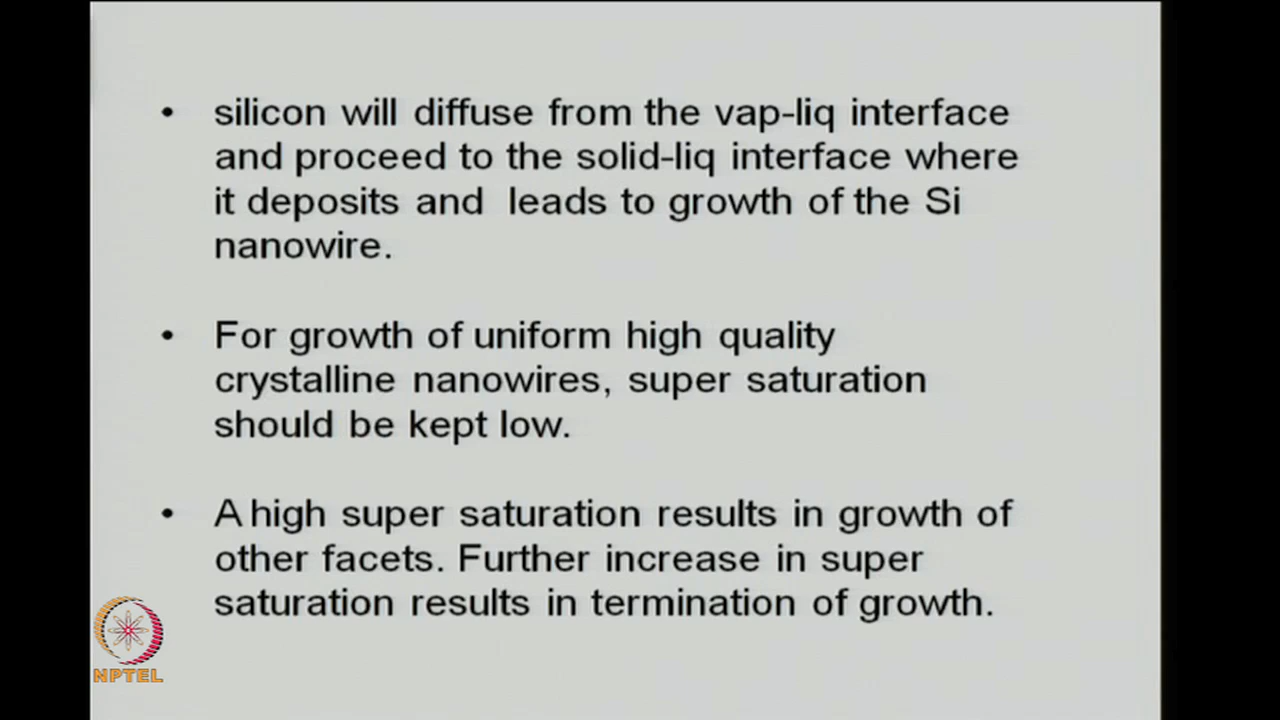 • silicon will diffuse from the vap-liq interface
and proceed to the solid-liq interface where
it deposits and leads to growth of the Si
nanowire.
• For growth of uniform high quality
crystalline nanowires, super saturation
should be kept low.
• A high super saturation results in growth of
other facets. Further increase in super
saturation results in termination of growth.
NPTEL